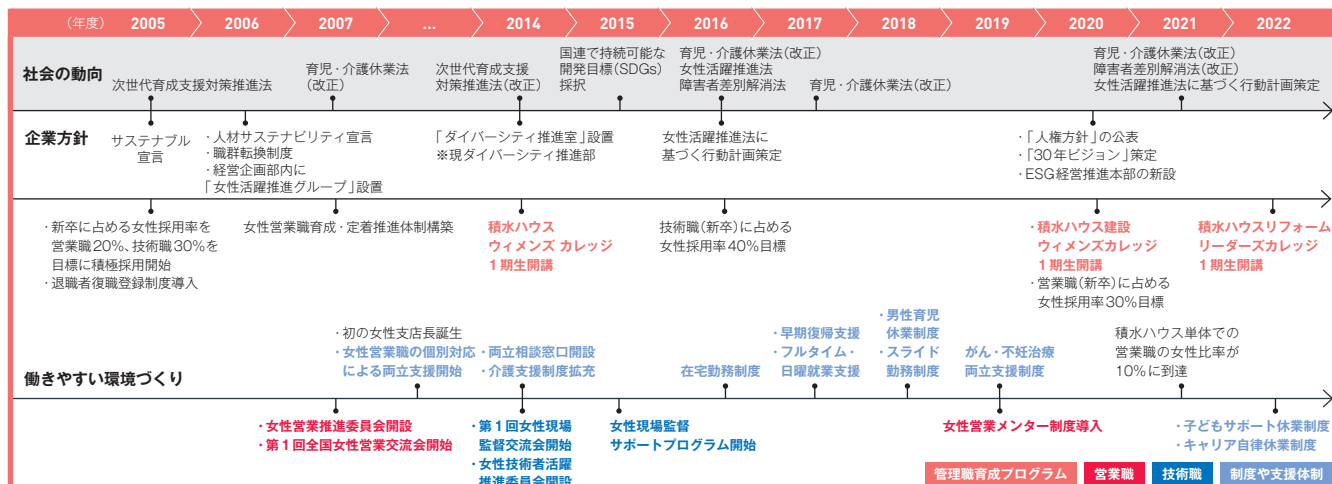 （年度） 2005 2006 2007 ... 2014 2015 2016 2017 2018 2019 2020 2021 2022
社会の動向
次世代育成支援対策推進法
育児・介護休業法
（改正）
次世代育成支援
対策推進法（改正）
国連で持続可能な
開発目標（SDGs）
採択
育児・介護休業法（改正）
女性活躍推進法
障害者差別解消法
育児・介護休業法（改正）
育児・介護休業法（改正）
障害者差別解消法（改正）
女性活躍推進法に基づく行動計画策定
企業方針
サステナブル
宣言
・人材サステナビリティ宣言
・職群転換制度
・経営企画部内に
「女性活躍推進グループ」設置
「ダイバーシティ推進室」設置
※現ダイバーシティ推進部
女性活躍推進法に
基づく行動計画策定
・「人権方針」の公表
・「30年ビジョン」策定
・ESG経営推進本部の新設
・新卒に占める女性採用率を
営業職20%、技術職30%を
目標に積極採用開始
・退職者復職登録制度導入
女性営業職育成・定着推進体制構築
積水ハウス
ウィメンズ カレッジ
1期生開講
技術職（新卒）に占める
女性採用率40%目標
・積水ハウス建設
ウィメンズカレッジ
1期生開講
・営業職（新卒）に占める
女性採用率30%目標
積水ハウスリフォーム
リーダーズカレッジ
1期生開講
働きやすい環境づくり
・初の女性支店長誕生
・女性営業職の個別対応
による両立支援開始
・両立相談窓口開設
・介護支援制度拡充
在宅勤務制度
・早期復帰支援
・フルタイム・
日曜就業支援
・男性育児
休業制度
・スライド
勤務制度
がん・不妊治療
両立支援制度
積水ハウス単体での
営業職の女性比率が
10%に到達
・女性営業推進委員会開設
・第1回全国女性営業交流会開始
・第1回女性現場
監督交流会開始
・女性技術者活躍
推進委員会開設
女性現場監督
サポートプログラム開始
女性営業メンター制度導入
・子どもサポート休業制度
・キャリア自律休業制度
管理職育成プログラム 営業職 技術職 制度や支援体制